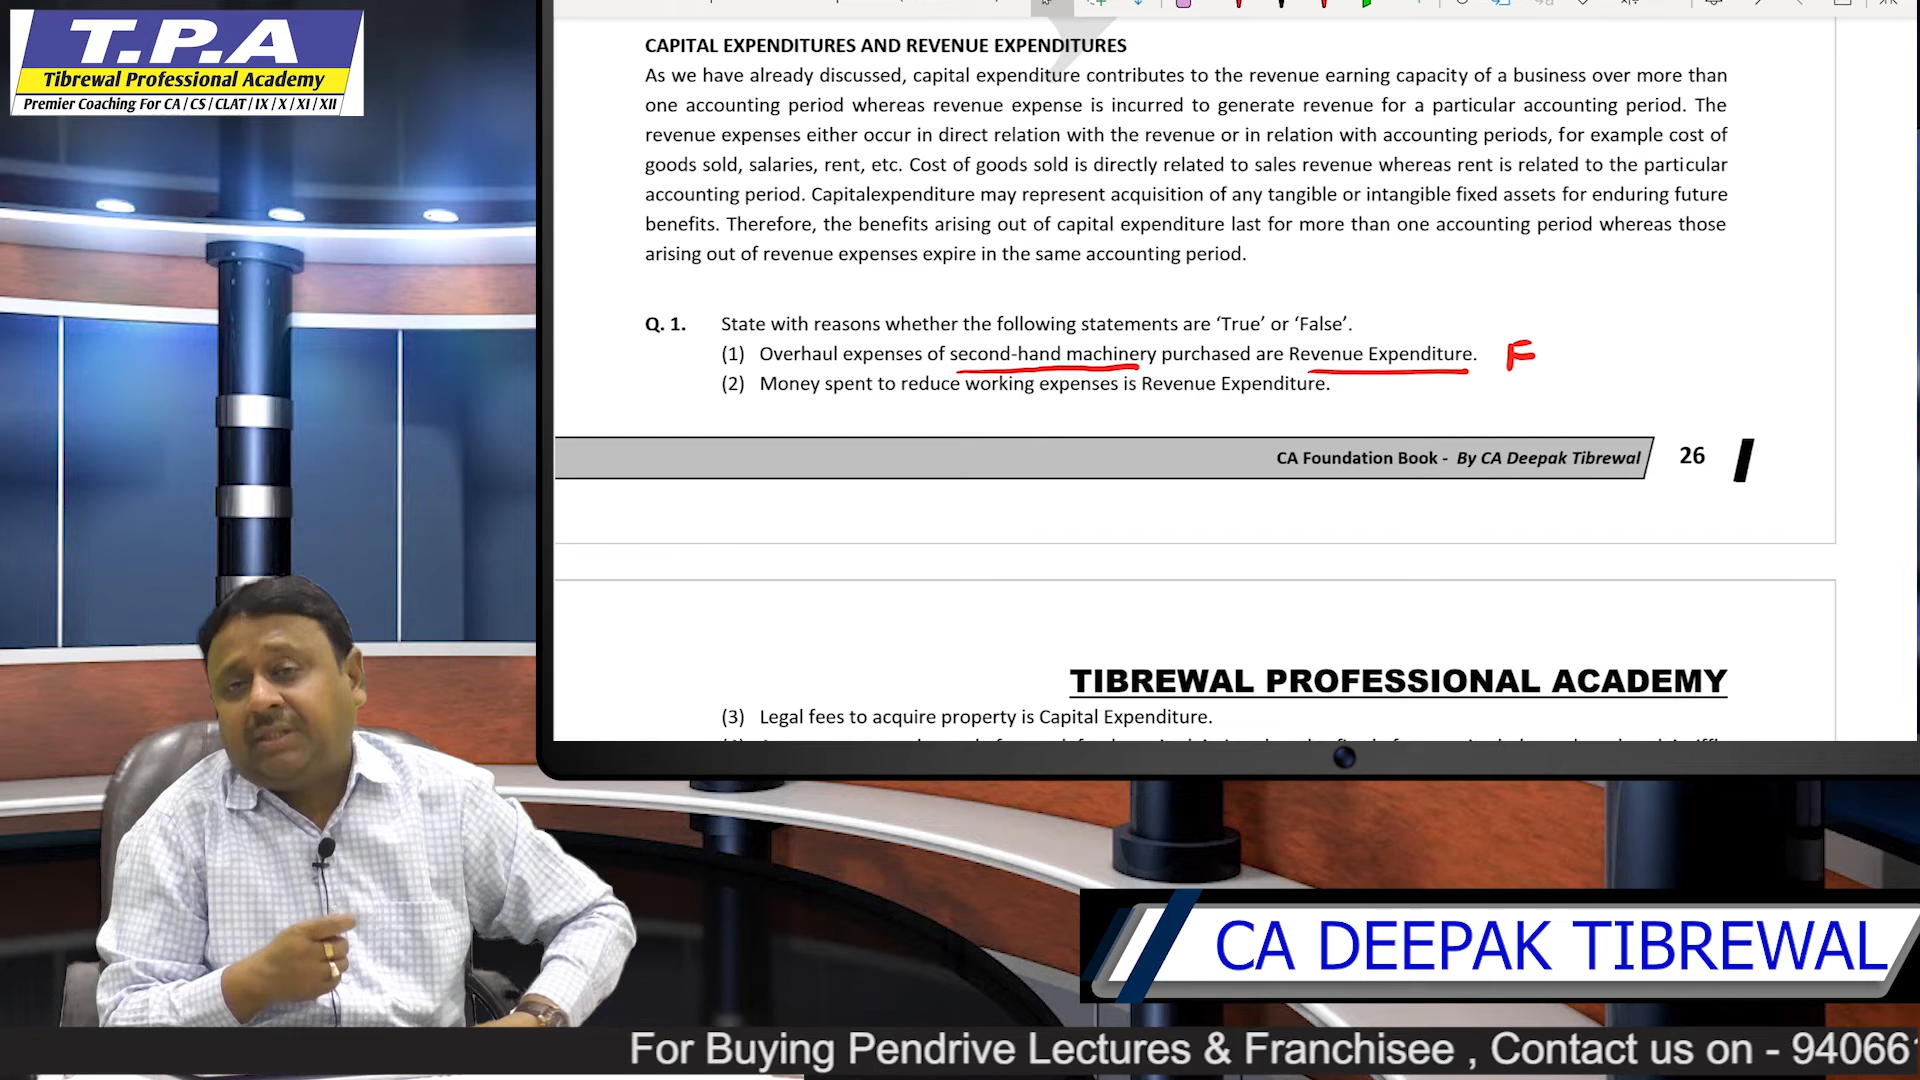 T.P.A
Tibrewal Professional Academy
Premier Coaching For CA / CS / CLAT / IX / X / XI / XII
CAPITAL EXPENDITURES AND REVENUE EXPENDITURES
As we have already discussed, capital expenditure contributes to the revenue earning capacity of a business over more than
one accounting period whereas revenue expense is incurred to generate revenue for a particular accounting period. The
revenue expenses either occur in direct relation with the revenue or in relation with accounting periods, for example cost of
goods sold, salaries, rent, etc. Cost of goods sold is directly related to sales revenue whereas rent is related to the particular
accounting period. Capitalexpenditure may represent acquisition of any tangible or intangible fixed assets for enduring future
benefits. Therefore, the benefits arising out of capital expenditure last for more than one accounting period whereas those
arising out of revenue expenses expire in the same accounting period.
Q. 1. State with reasons whether the following statements are ‘True’ or ‘False’.
(1) Overhaul expenses of second-hand machinery purchased are Revenue Expenditure. F
(2) Money spent to reduce working expenses is Revenue Expenditure.
CA Foundation Book - By CA Deepak Tibrewal 26
TIBREWAL PROFESSIONAL ACADEMY
(3) Legal fees to acquire property is Capital Expenditure.
CA DEEPAK TIBREWAL
For Buying Pendrive Lectures & Franchisee , Contact us on - 94066